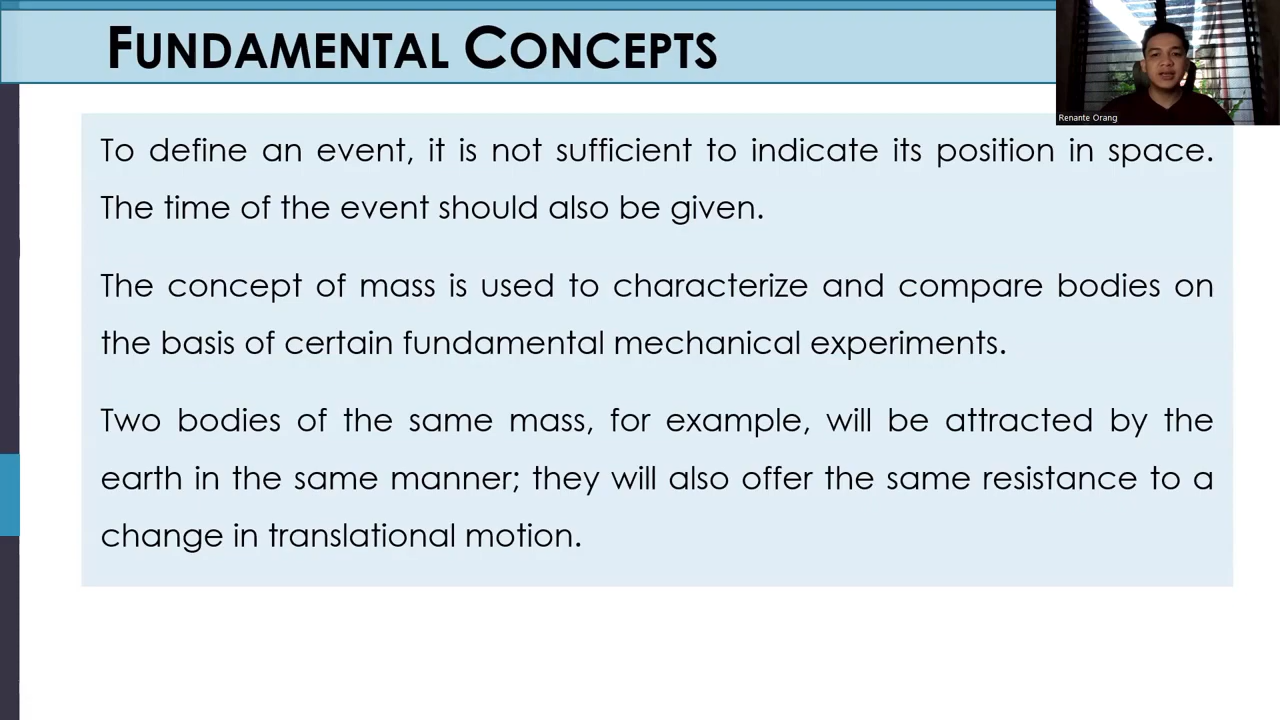 FUNDAMENTAL CONCEPTS
Renante Orang
To define an event, it is not sufficient to indicate its position in space.
The time of the event should also be given.
The concept of mass is used to characterize and compare bodies on
the basis of certain fundamental mechanical experiments.
Two bodies of the same mass, for example, will be attracted by the
earth in the same manner; they will also offer the same resistance to a
change in translational motion.